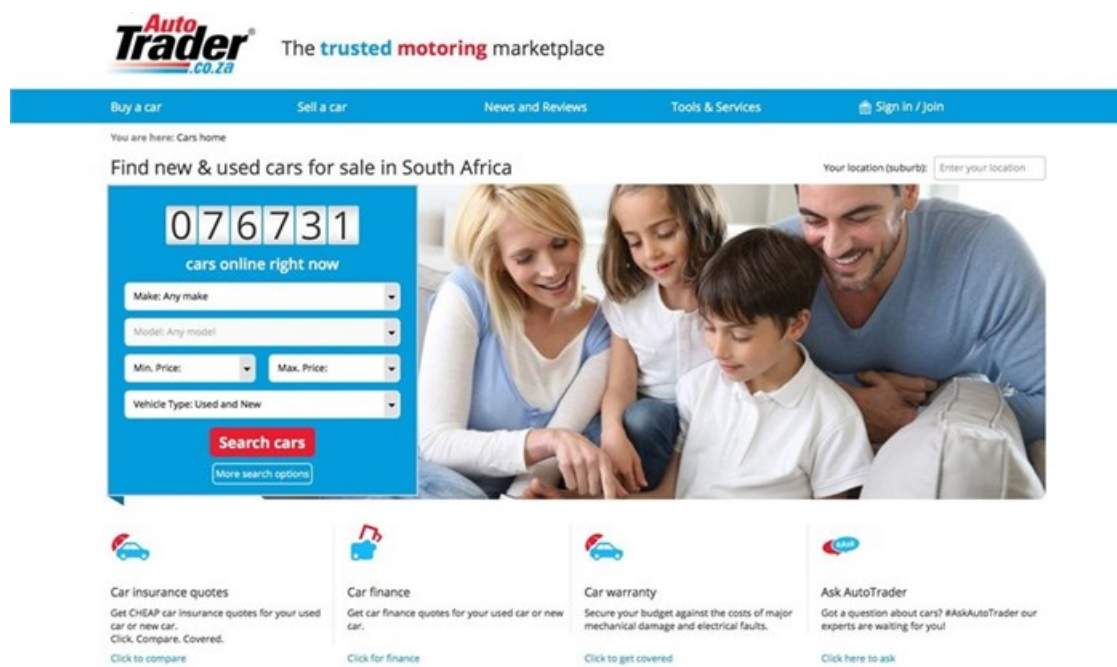 Auto
Trader®
.co.za
The trusted motoring marketplace
Buy a car
Sell a car
News and Reviews
Tools & Services
Sign in / Join
You are here: Cars home
Find new & used cars for sale in South Africa
Your location (suburb):
Enter your location
076731
cars online right now
Make: Any make
Model: Any model
Min. Price:
Max. Price:
Vehicle Type: Used and New
Search cars
More search options
Car insurance quotes
Get CHEAP car insurance quotes for your used
car or new car.
Click. Compare. Covered.
Click to compare
Car finance
Get car finance quotes for your used car or new
car.
Click for finance
Car warranty
Secure your budget against the costs of major
mechanical damage and electrical faults.
Click to get covered
Ask AutoTrader
Got a question about cars? #AskAutoTrader our
experts are waiting for you!
Click here to ask